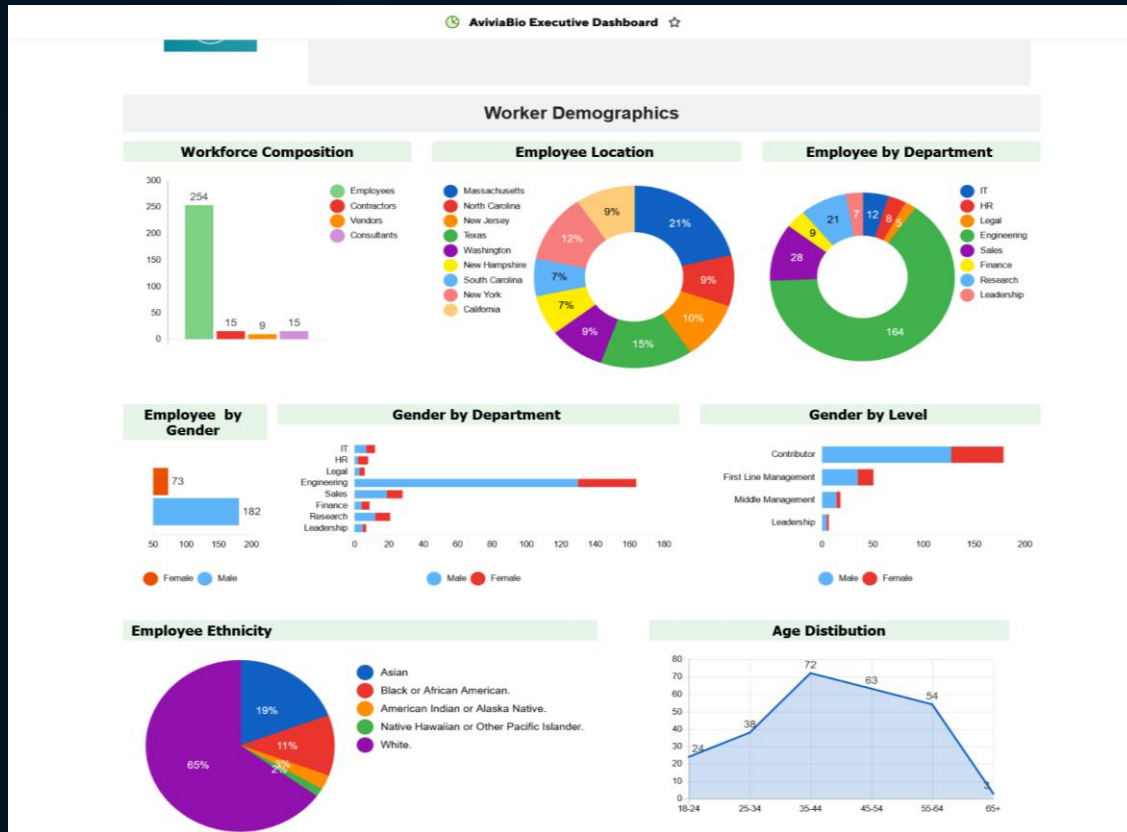 AviviaBio Executive Dashboard
Worker Demographics
Workforce Composition
300
250
200
150
100
50
0
254
15
9
15
Employees
Contractors
Vendors
Consultants
Employee Location
Massachusetts
North Carolina
New Jersey
Texas
Washington
New Hampshire
South Carolina
New York
California
21%
9%
10%
15%
9%
7%
7%
12%
9%
Employee by Department
12
8
5
164
28
9
21
7
IT
HR
Legal
Engineering
Sales
Finance
Research
Leadership
Employee by
Gender
73
182
50 100 150 200
Female Male
Gender by Department
IT
HR
Legal
Engineering
Sales
Finance
Research
Leadership
0 20 40 60 80 100 120 140 160 180
Male Female
Gender by Level
Contributor
First Line Management
Middle Management
Leadership
0 50 100 150 200
Male Female
Employee Ethnicity
19%
11%
3%
2%
65%
Asian
Black or African American.
American Indian or Alaska Native.
Native Hawaiian or Other Pacific Islander.
White.
Age Distibution
80
70
60
50
40
30
20
10
0
24
38
72
63
54
3
18-24 25-34 35-44 45-54 55-64 65+